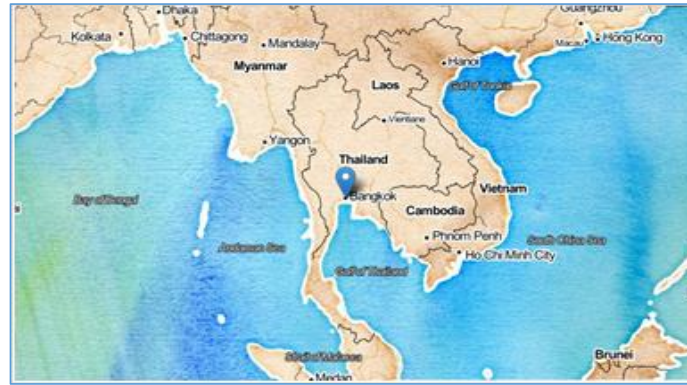 Dhaka
Guangzhou
Kolkata
Chittagong
Mandalay
Macau
Hong Kong
Hanoi
Myanmar
Laos
Gulf of Tonkin
Vientiane
Yangon
Thailand
Bangkok
Vietnam
Bay of Bengal
Cambodia
Phnom Penh
South China Sea
Andaman Sea
Ho Chi Minh City
Gulf of Thailand
Strait of Malacca
Brunei
Medan